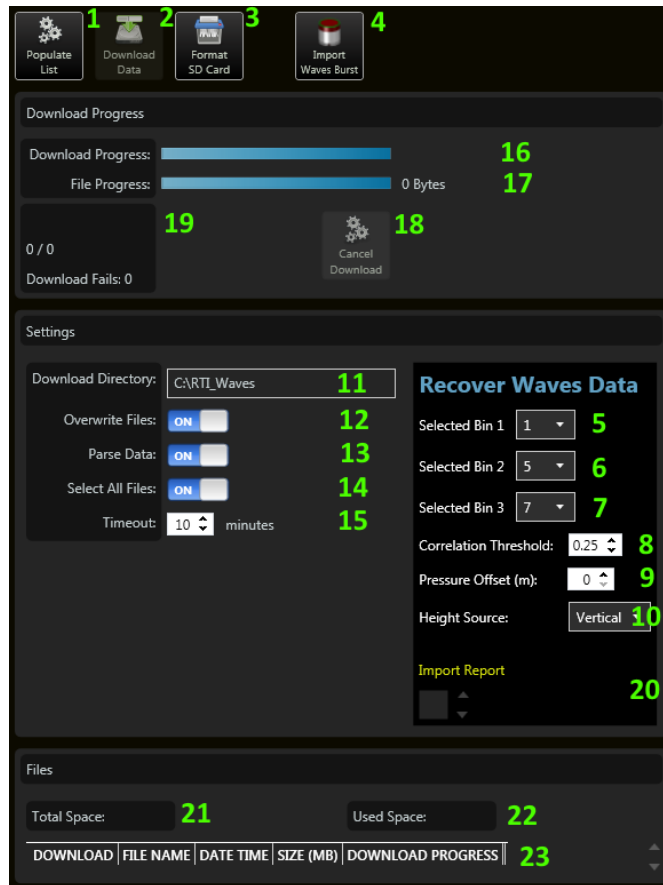 1 2 3 4
Populate List
Download Data
Format SD Card
Import Waves Burst
Download Progress
Download Progress: 16
File Progress: 0 Bytes 17
19
0 / 0
Download Fails: 0
Cancel Download 18
Settings
Download Directory: C:\RTI_Waves 11
Overwrite Files: ON 12
Parse Data: ON 13
Select All Files: ON 14
Timeout: 10 minutes 15
Recover Waves Data
Selected Bin 1 1 5
Selected Bin 2 5 6
Selected Bin 3 7 7
Correlation Threshold: 0.25 8
Pressure Offset (m): 0 9
Height Source: Vertical 10
Import Report
20
Files
Total Space: 21 Used Space: 22
DOWNLOAD FILE NAME DATE TIME SIZE (MB) DOWNLOAD PROGRESS 23